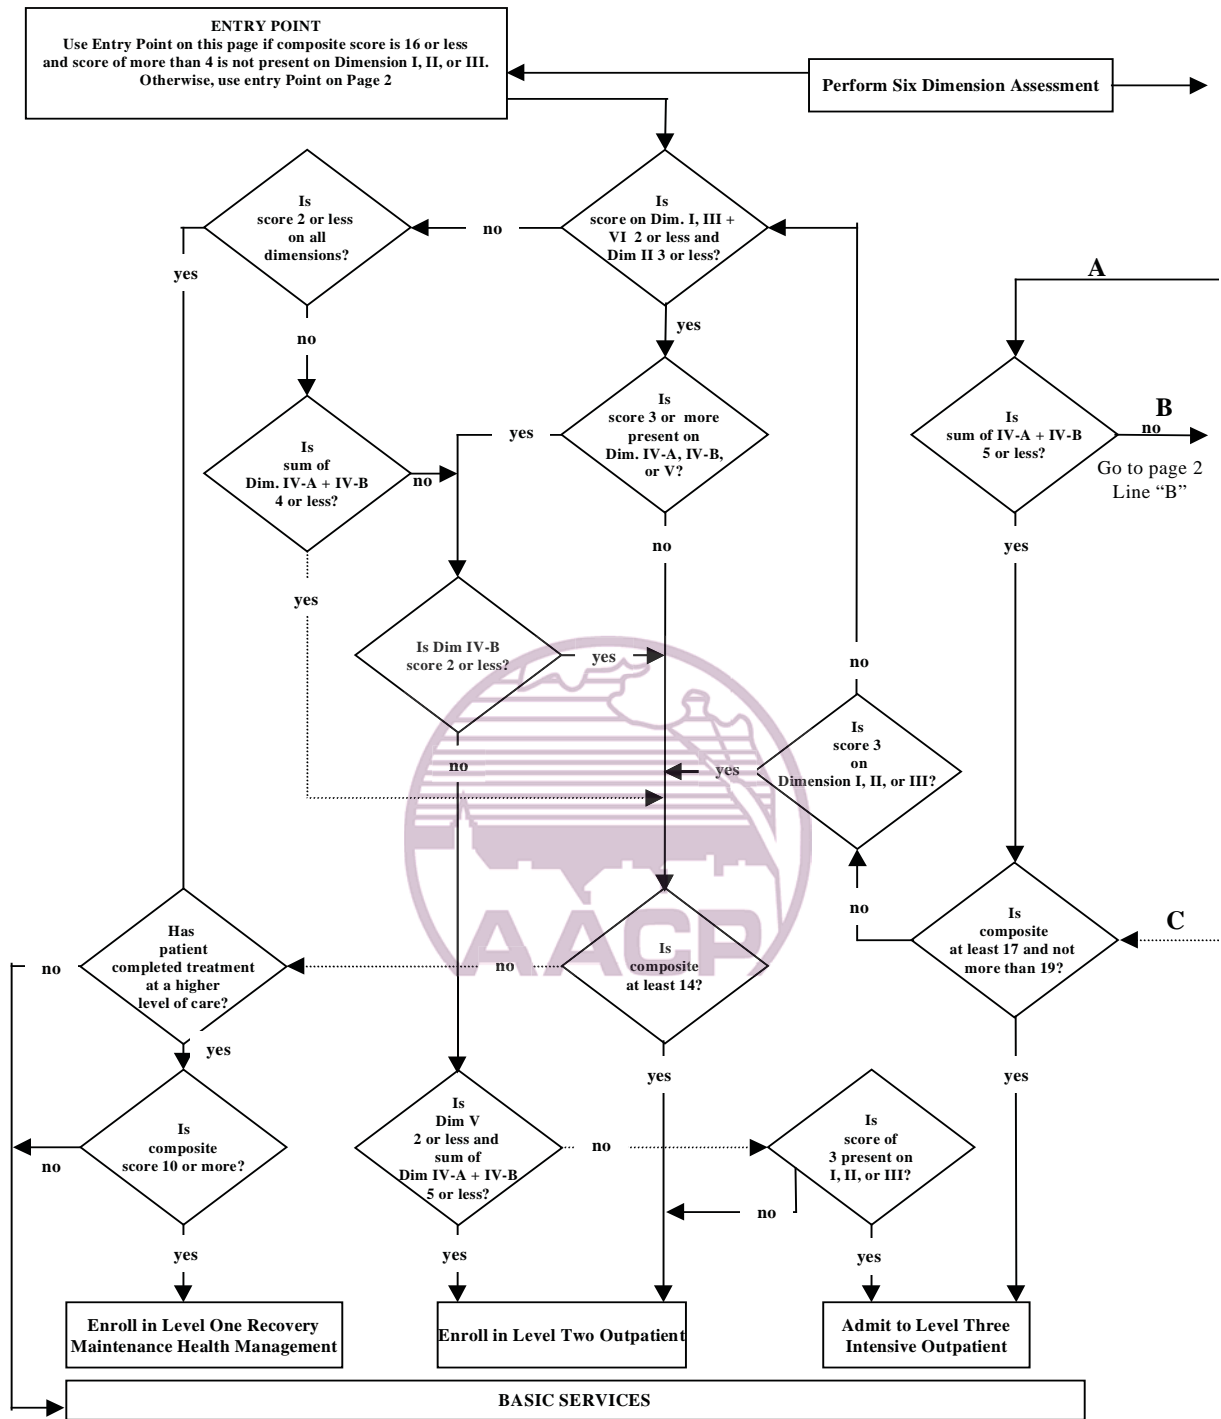 ENTRY POINT
Use Entry Point on this page if composite score is 16 or less
and score of more than 4 is not present on Dimension I, II, or III.
Otherwise, use entry Point on Page 2
Perform Six Dimension Assessment
Is
score 2 or less
on all
dimensions?
no
Is
score on Dim. I, III +
VI  2 or less and
Dim II 3 or less?
A
yes
yes
no
Is
score 3 or  more
present on
Dim. IV-A, IV-B,
or V?
yes
Is
sum of
Dim. IV-A + IV-B
4 or less?
no
Is
sum of IV-A + IV-B
5 or less?
B
no
Go to page 2
Line “B”
no
yes
yes
Is Dim IV-B
score 2 or less?
yes
no
Is
score 3
on
Dimension I, II, or III?
yes
no
no
AACP
Has
patient
completed treatment
at a higher
level of care?
no
no
Is
composite
at least 14?
Is
composite
at least 17 and not
more than 19?
C
yes
yes
yes
Is
composite
score 10 or more?
no
Is
Dim V
2 or less and
sum of
Dim IV-A + IV-B
5 or less?
no
Is
score of
3 present on
I, II, or III?
no
yes
yes
yes
Enroll in Level One Recovery
Maintenance Health Management
Enroll in Level Two Outpatient
Admit to Level Three
Intensive Outpatient
BASIC SERVICES